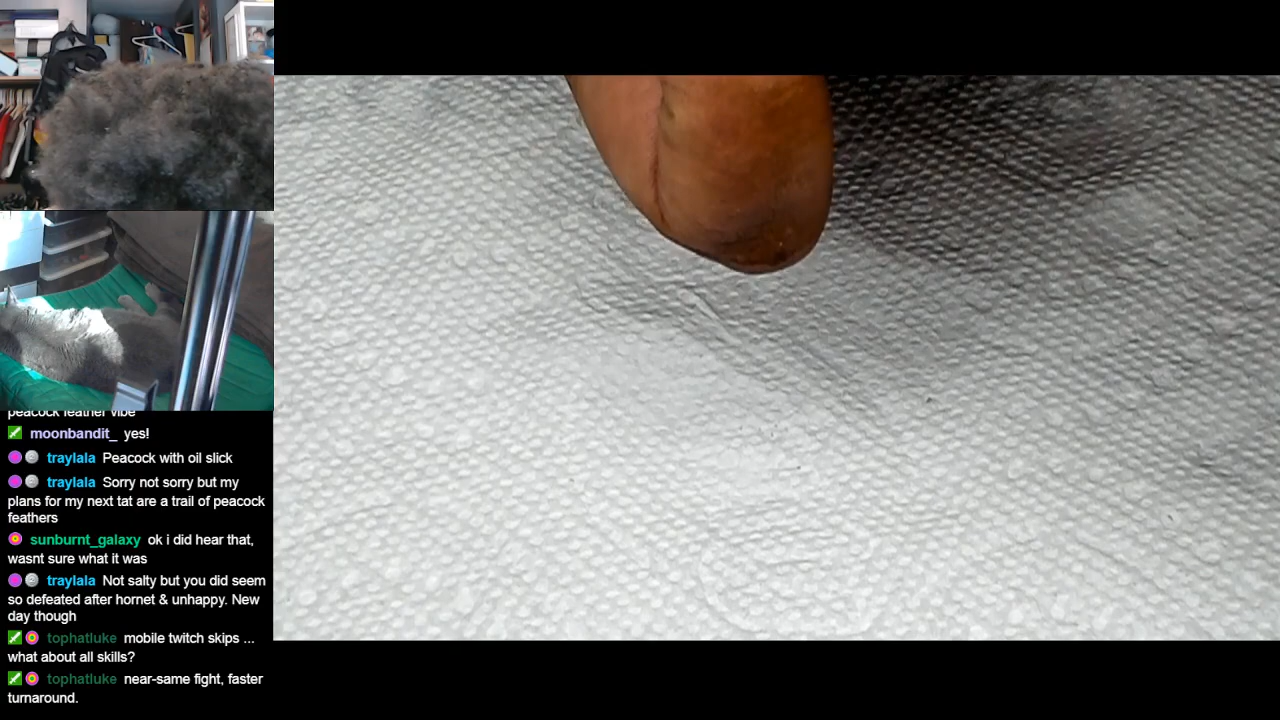 peacock feather vibe
moonbandit_ yes!
traylala Peacock with oil slick
traylala Sorry not sorry but my
plans for my next tat are a trail of peacock
feathers
sunburnt_galaxy ok i did hear that,
wasnt sure what it was
traylala Not salty but you did seem
so defeated after hornet & unhappy. New
day though
tophatluke mobile twitch skips ...
what about all skills?
tophatluke near-same fight, faster
turnaround.